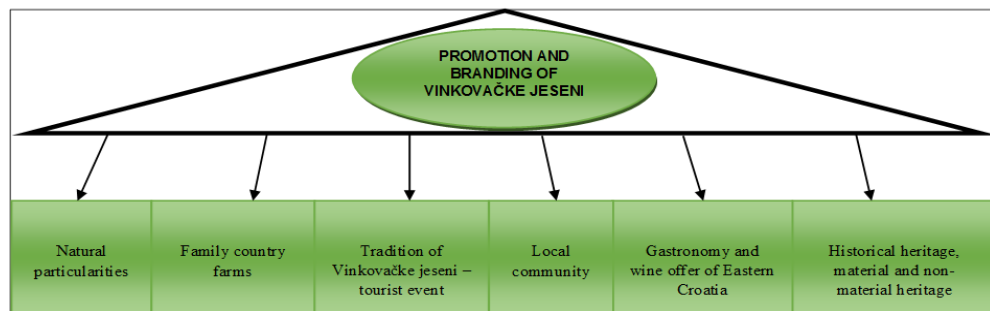 PROMOTION AND
BRANDING OF
VINKOVAČKE JESENI
Natural
particularities
Family country
farms
Tradition of
Vinkovačke jeseni –
tourist event
Local
community
Gastronomy and
wine offer of Eastern
Croatia
Historical heritage,
material and non-
material heritage